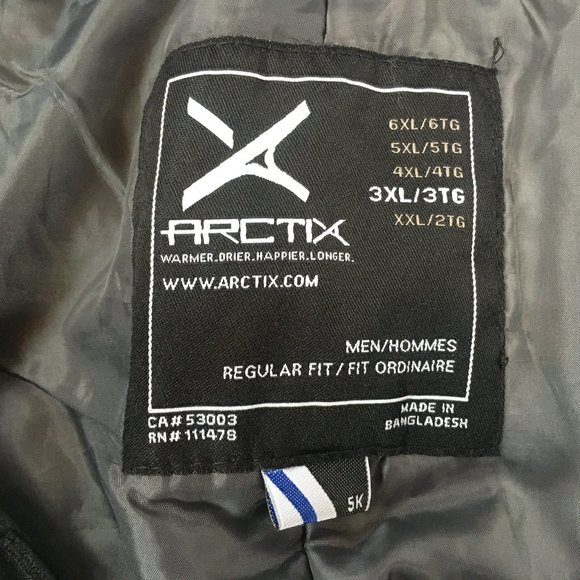 6XL/6TG
5XL/5TG
4XL/4TG
3XL/3TG
XXL/2TG
ARCTIX
WARMER.DRIER.HAPPIER.LONGER.
WWW.ARCTIX.COM
MEN/HOMMES
REGULAR FIT/FIT ORDINAIRE
CA# 53003
RN# 111478
MADE IN
BANGLADESH
5K